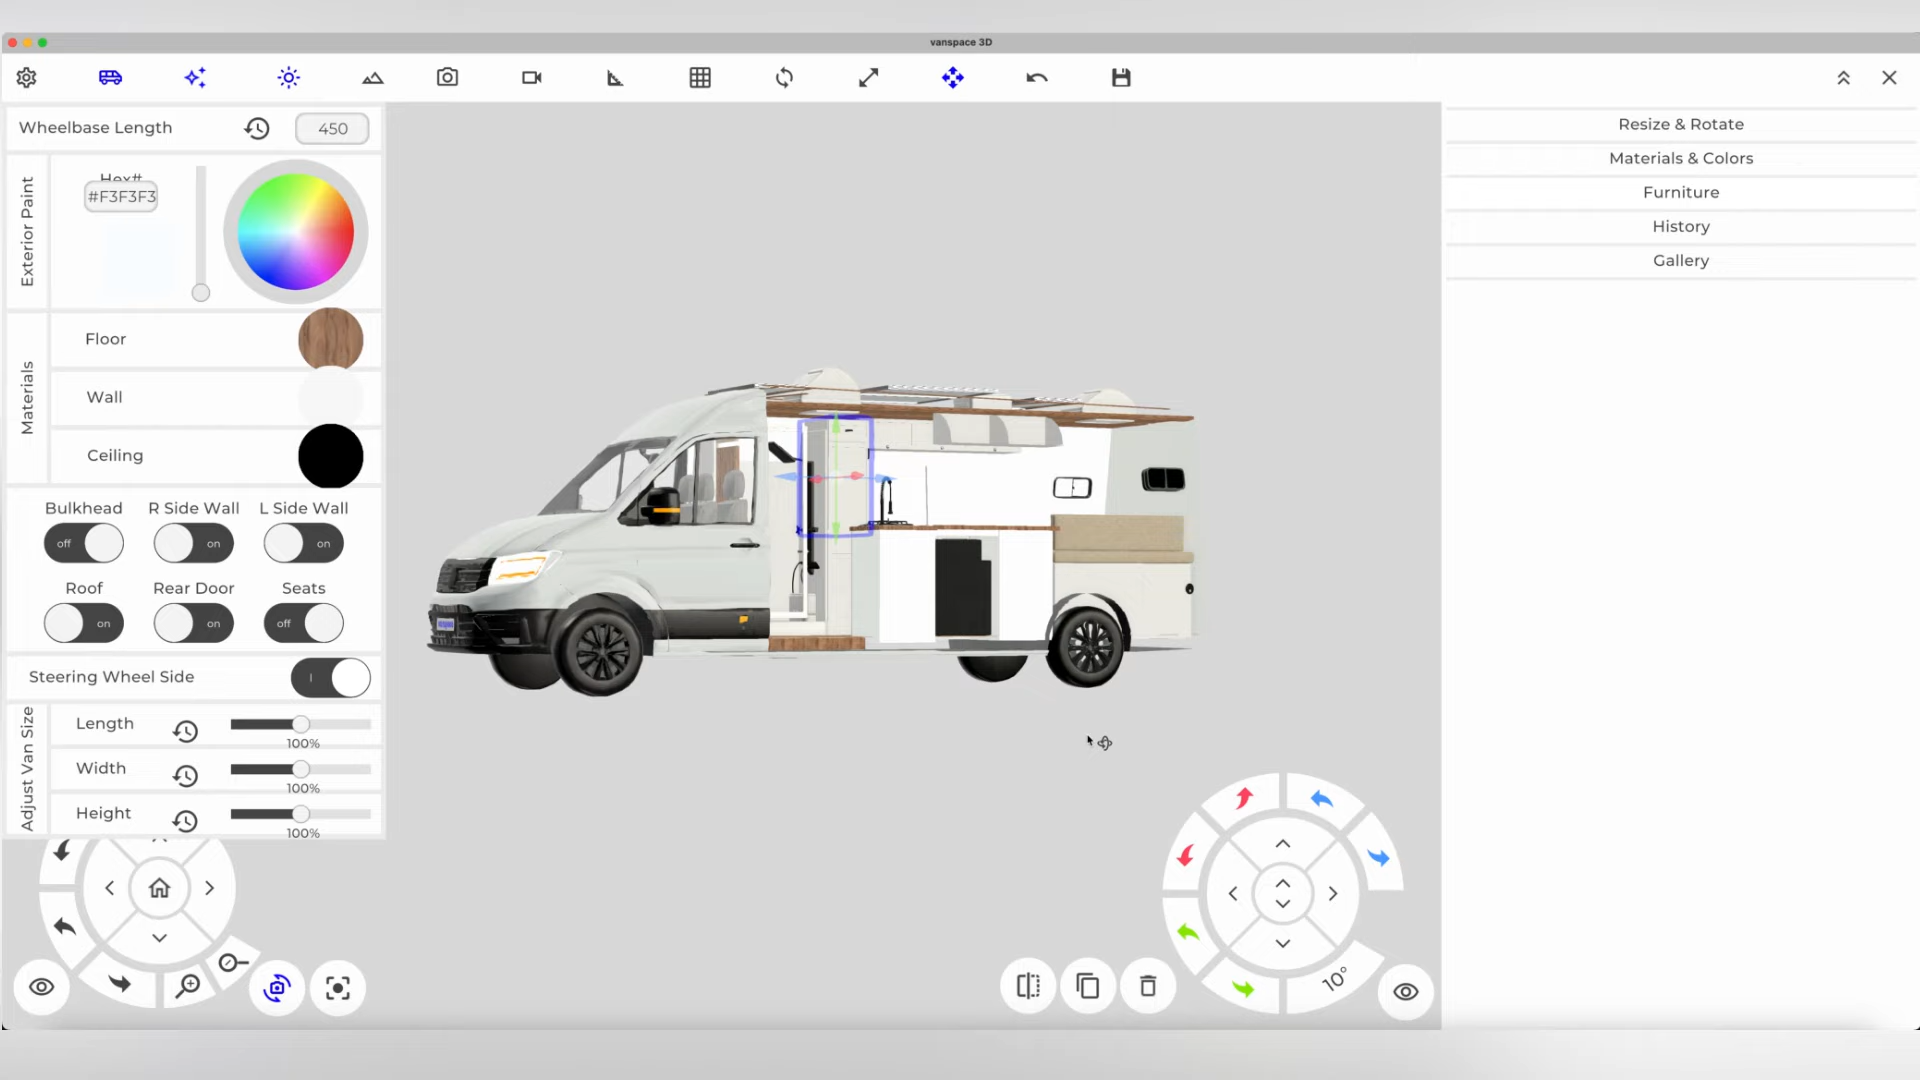 vanspace 3D
Wheelbase Length
450
Exterior Paint
Hex#
#F3F3F3
Materials
Floor
Wall
Ceiling
Bulkhead
R Side Wall
L Side Wall
off
on
on
Roof
Rear Door
Seats
on
on
off
Steering Wheel Side
l
Adjust Van Size
Length
100%
Width
100%
Height
100%
Resize & Rotate
Materials & Colors
Furniture
History
Gallery
10°